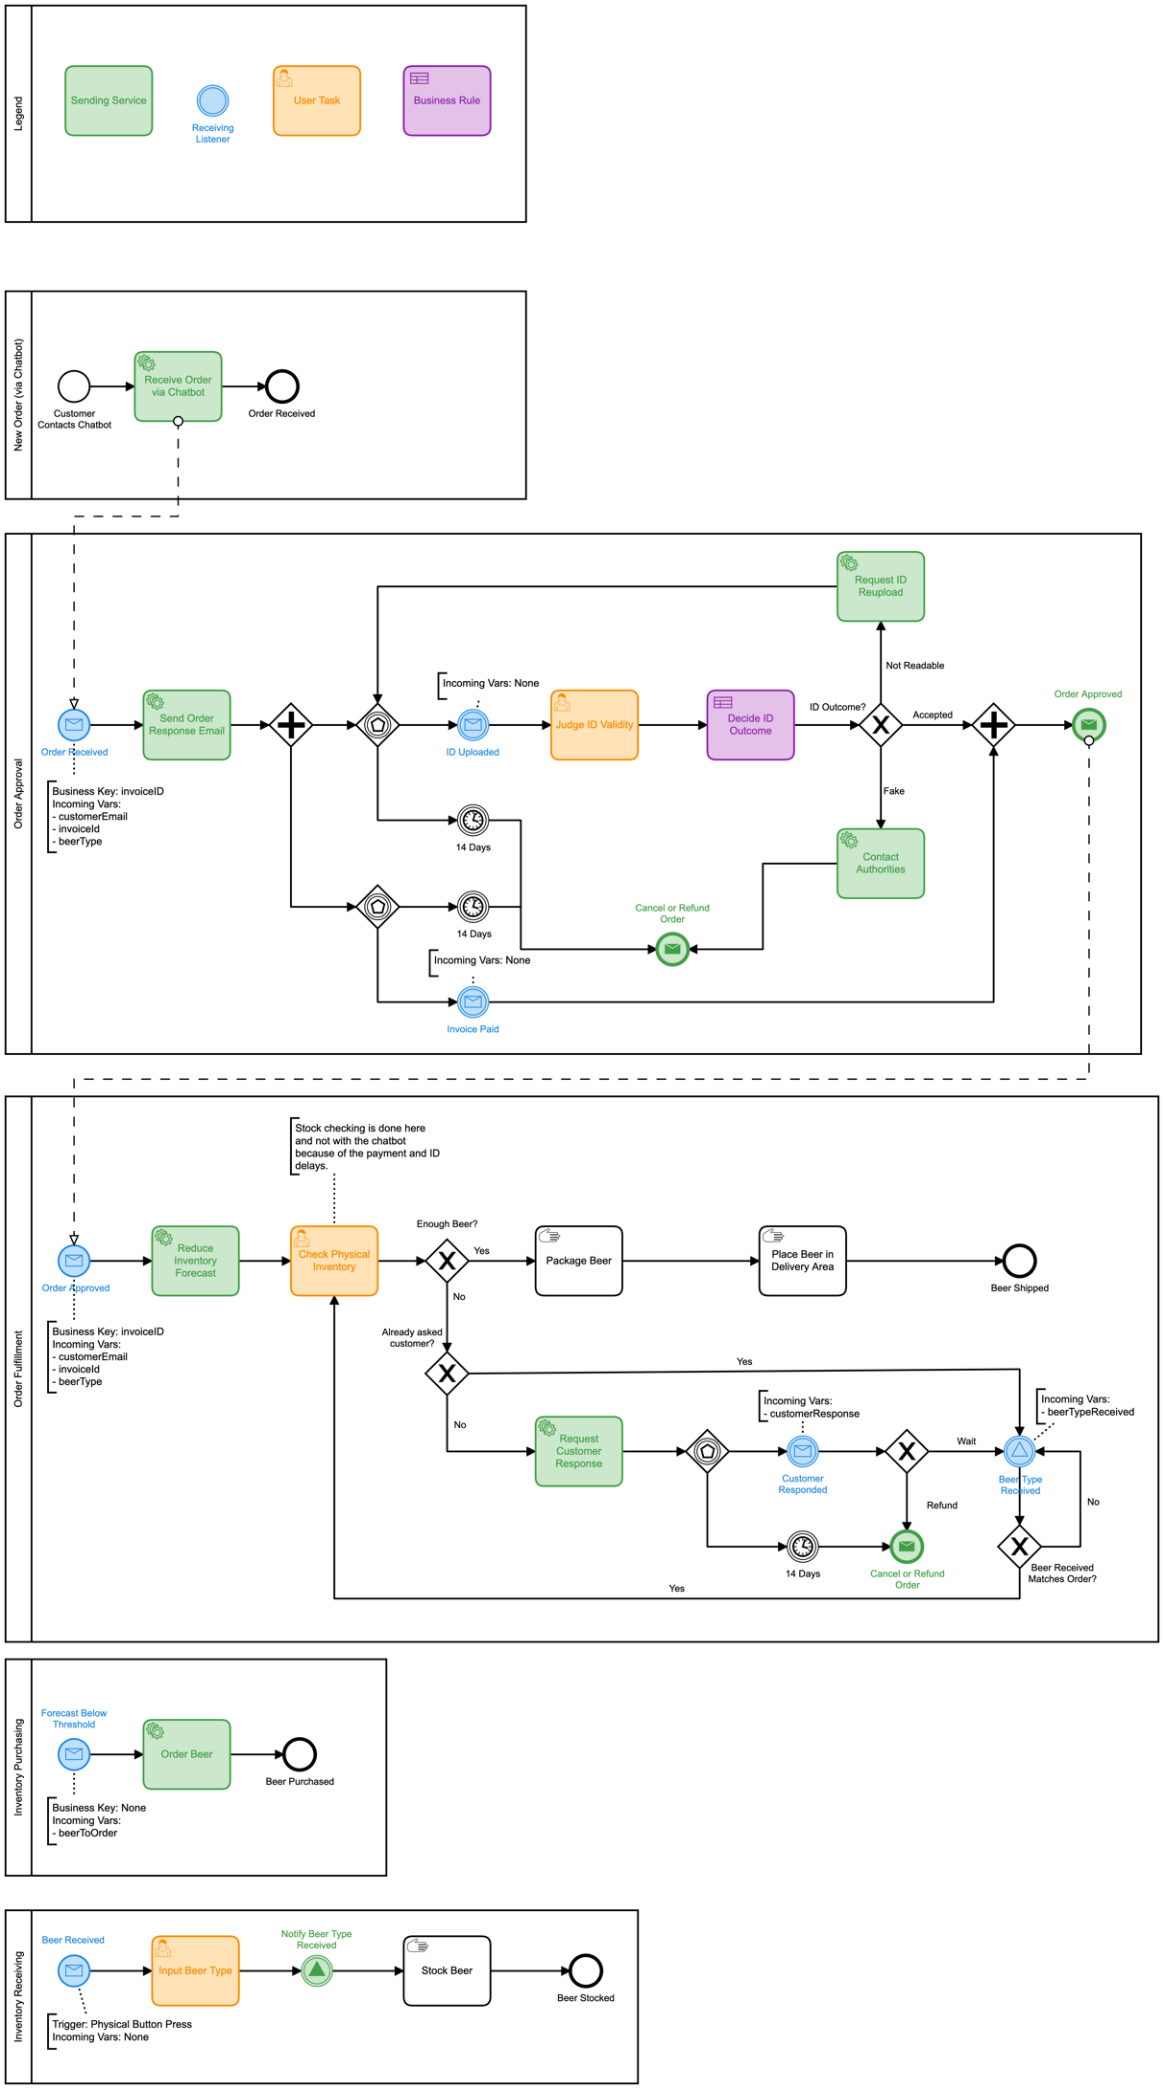 Legend
Sending Service
Receiving
Listener
User Task
Business Rule
New Order (via Chatbot)
Customer
Contacts Chatbot
Receive Order
via Chatbot
Order Received
Order Approval
Request ID
Reupload
Not Readable
Incoming Vars: None
Order Received
Send Order
Response Email
ID Uploaded
Judge ID Validity
Decide ID
Outcome
ID Outcome?
Accepted
Order Approved
Business Key: invoiceID
Incoming Vars:
- customerEmail
- invoiceId
- beerType
Fake
14 Days
Contact
Authorities
14 Days
Cancel or Refund
Order
Incoming Vars: None
Invoice Paid
Order Fulfillment
Stock checking is done here
and not with the chatbot
because of the payment and ID
delays.
Order Approved
Reduce
Inventory
Forecast
Check Physical
Inventory
Enough Beer?
Yes
Package Beer
Place Beer in
Delivery Area
Beer Shipped
No
Business Key: invoiceID
Incoming Vars:
- customerEmail
- invoiceId
- beerType
Already asked
customer?
Yes
No
Request
Customer
Response
Incoming Vars:
- customerResponse
Customer
Responded
Wait
Incoming Vars:
- beerTypeReceived
Beer Type
Received
No
Refund
14 Days
Cancel or Refund
Order
Beer Received
Matches Order?
Yes
Inventory Purchasing
Forecast Below
Threshold
Order Beer
Beer Purchased
Business Key: None
Incoming Vars:
- beerToOrder
Inventory Receiving
Beer Received
Input Beer Type
Notify Beer Type
Received
Stock Beer
Beer Stocked
Trigger: Physical Button Press
Incoming Vars: None